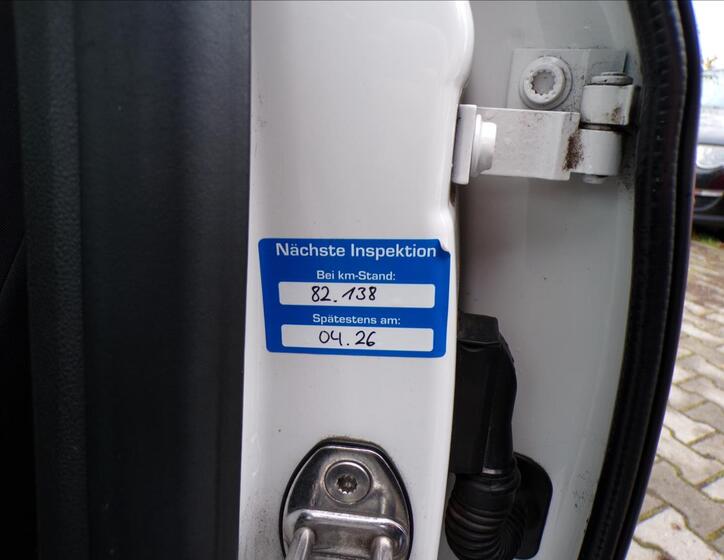 Nächste Inspektion
Bei km-Stand:
82.138
Spätestens am:
04.26